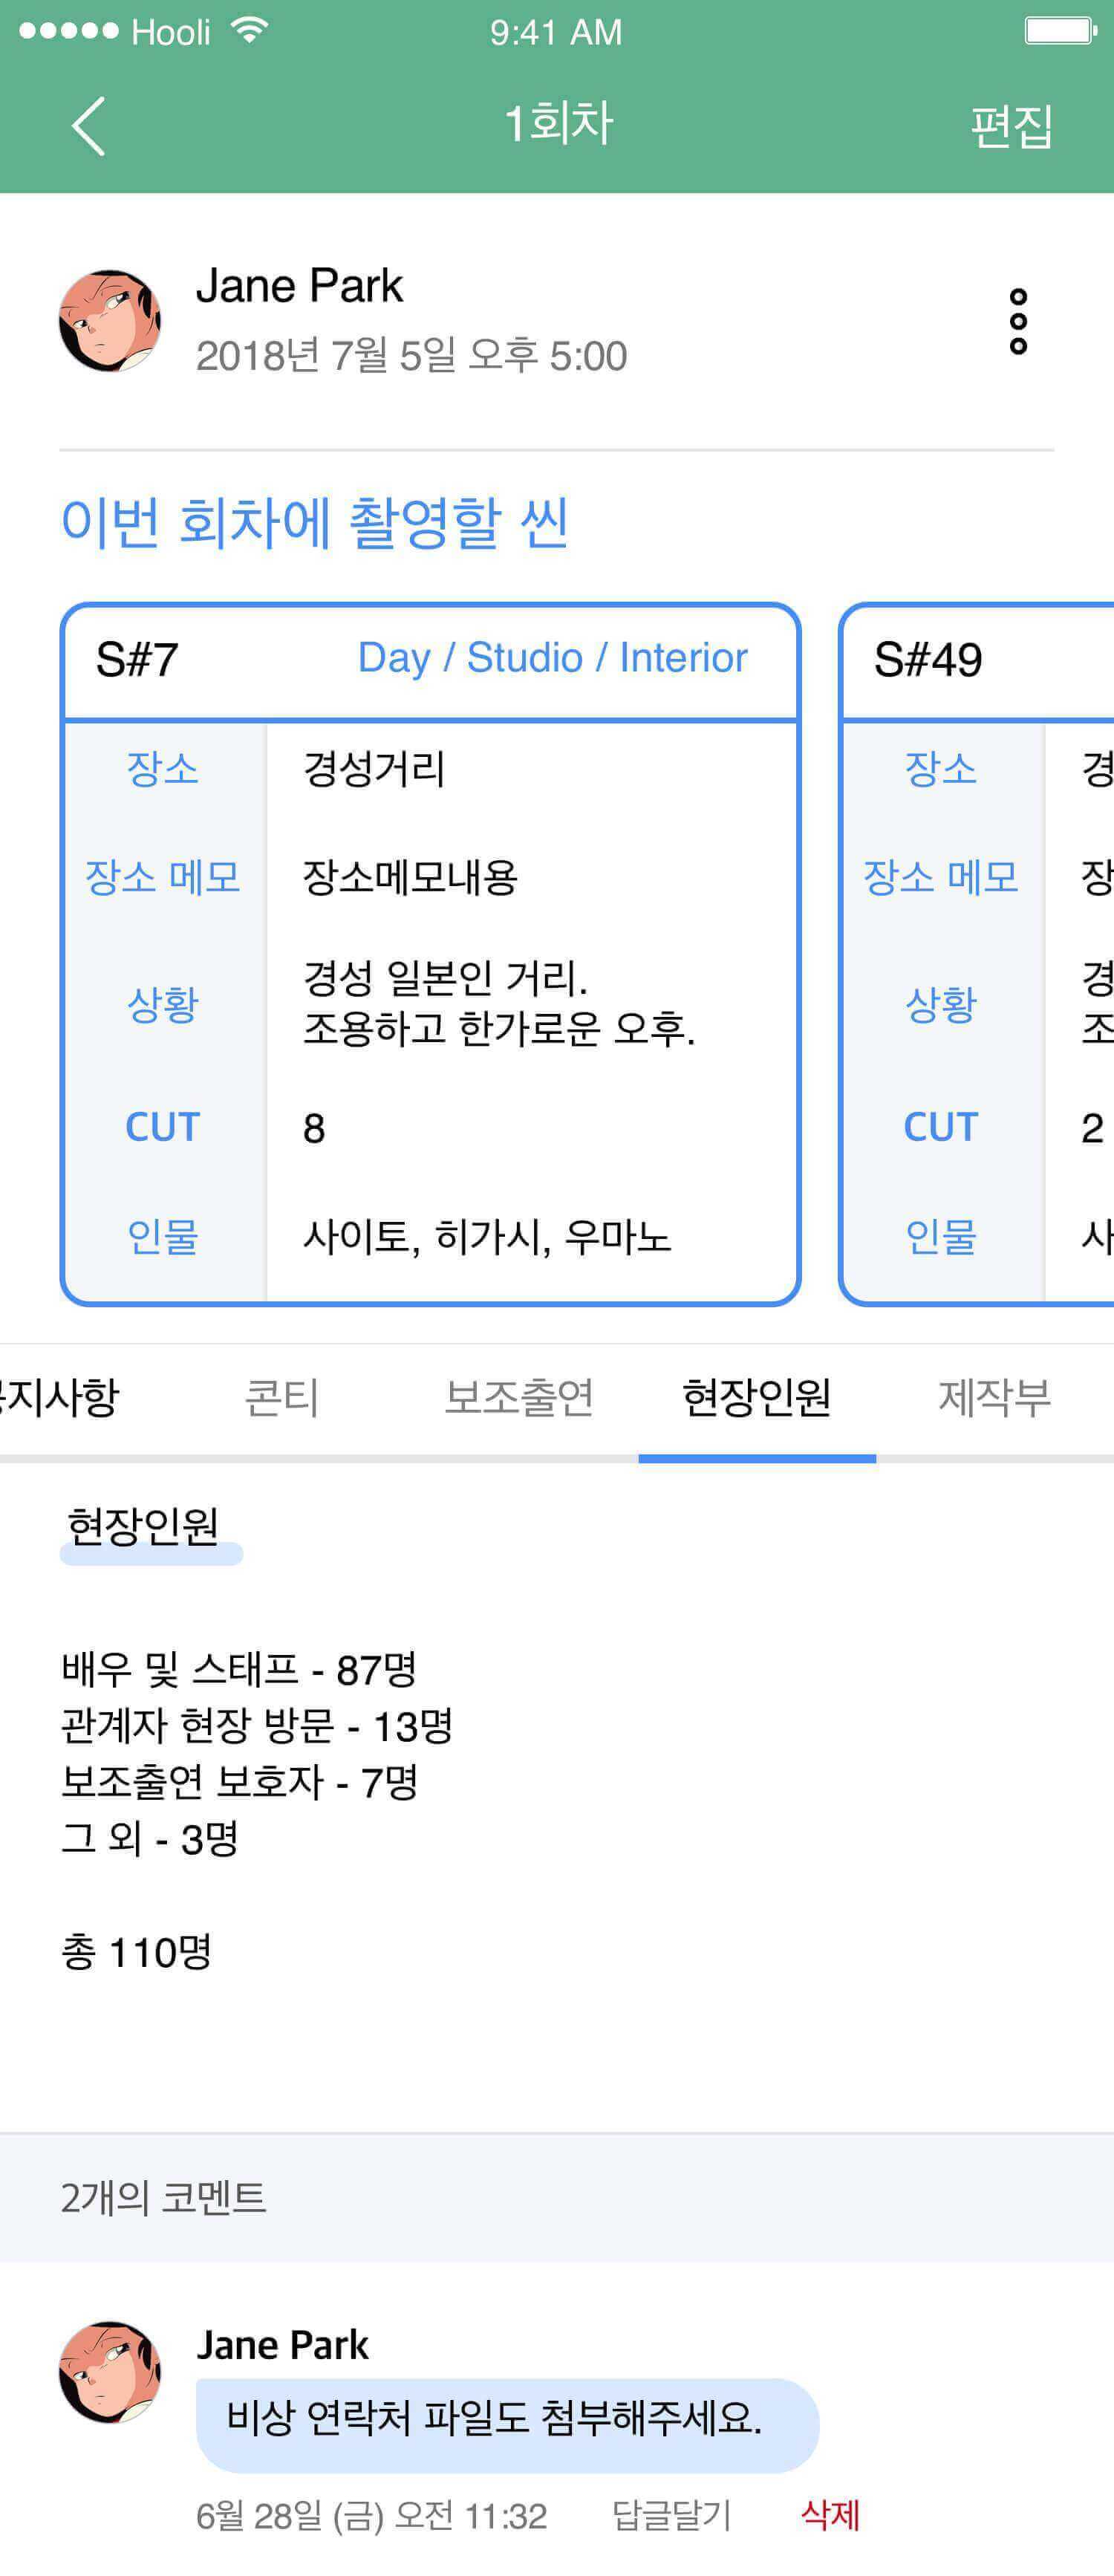 Hooli
9:41 AM
1회차
편집
Jane Park
2018년 7월 5일 오후 5:00
이번 회차에 촬영할 씬
S#7 Day / Studio / Interior
장소 경성거리
장소 메모 장소메모내용
상황 경성 일본인 거리.
조용하고 한가로운 오후.
CUT 8
인물 사이토, 히가시, 우마노
S#49
장소 경
장소 메모 장
상황 경
조
CUT 2
인물 사
지사항 콘티 보조출연 현장인원 제작부
현장인원
배우 및 스태프 - 87명
관계자 현장 방문 - 13명
보조출연 보호자 - 7명
그 외 - 3명
총 110명
2개의 코멘트
Jane Park
비상 연락처 파일도 첨부해주세요.
6월 28일 (금) 오전 11:32 답글달기 삭제